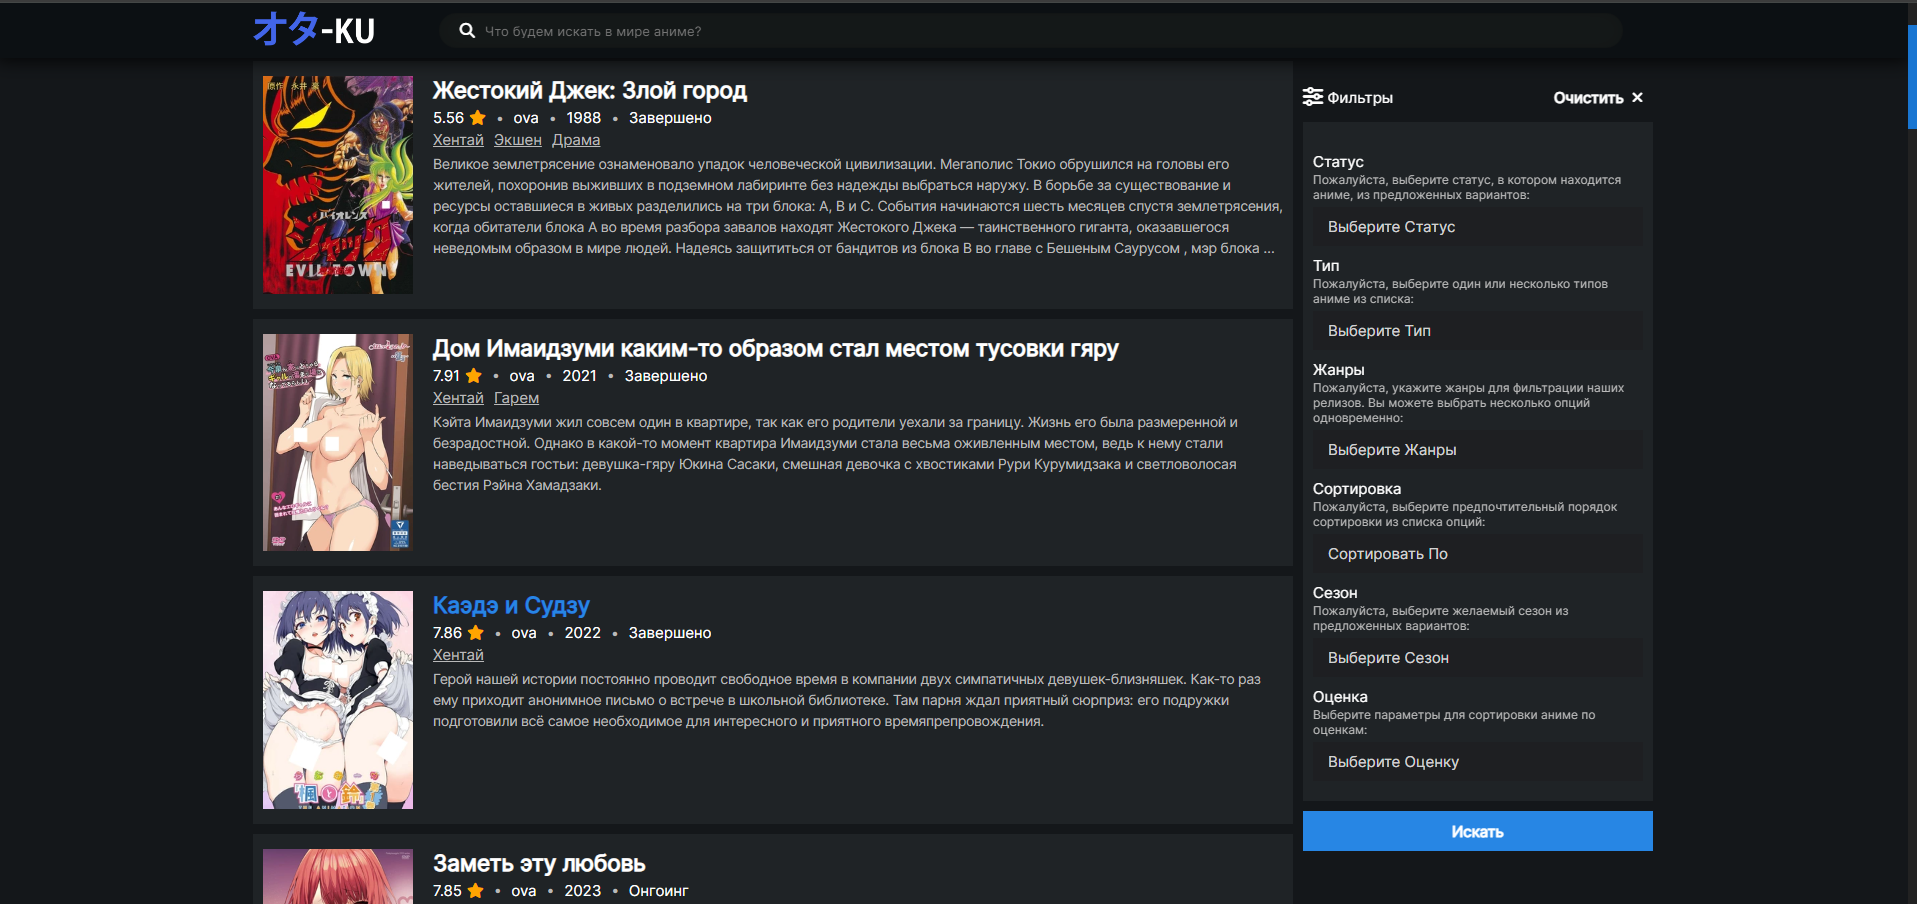 オタ-KU
Что будем искать в мире аниме?
Жестокий Джек: Злой город
5.56 • ova • 1988 • Завершено
Хентай Экшен Драма
Великое землетрясение ознаменовало упадок человеческой цивилизации. Мегаполис Токио обрушился на головы его
жителей, похоронив выживших в подземном лабиринте без надежды выбраться наружу. В борьбе за существование и
ресурсы оставшиеся в живых разделились на три блока: А, В и С. События начинаются шесть месяцев спустя землетрясения,
когда обитатели блока А во время разбора завалов находят Жестокого Джека — таинственного гиганта, оказавшегося
неведомым образом в мире людей. Надеясь защититься от бандитов из блока В во главе с Бешеным Саурусом , мэр блока ...
EVIL TOWN
Дом Имаидзуми каким-то образом стал местом тусовки гяру
7.91 • ova • 2021 • Завершено
Хентай Гарем
Кэйта Имаидзуми жил совсем один в квартире, так как его родители уехали за границу. Жизнь его была размеренной и
безрадостной. Однако в какой-то момент квартира Имаидзуми стала весьма оживленным местом, ведь к нему стали
наведываться гостьи: девушка-гяру Юкина Сасаки, смешная девочка с хвостиками Рури Курумидзака и светловолосая
бестия Рэйна Хамадзаки.
Каэдэ и Судзу
7.86 • ova • 2022 • Завершено
Хентай
Герой нашей истории постоянно проводит свободное время в компании двух симпатичных девушек-близняшек. Как-то раз
ему приходит анонимное письмо о встрече в школьной библиотеке. Там парня ждал приятный сюрприз: его подружки
подготовили всё самое необходимое для интересного и приятного времяпрепровождения.
Заметь эту любовь
7.85 • ova • 2023 • Онгоинг
Фильтры
Очистить ×
Статус
Пожалуйста, выберите статус, в котором находится
аниме, из предложенных вариантов:
Выберите Статус
Тип
Пожалуйста, выберите один или несколько типов
аниме из списка:
Выберите Тип
Жанры
Пожалуйста, укажите жанры для фильтрации наших
релизов. Вы можете выбрать несколько опций
одновременно:
Выберите Жанры
Сортировка
Пожалуйста, выберите предпочтительный порядок
сортировки из списка опций:
Сортировать По
Сезон
Пожалуйста, выберите желаемый сезон из
предложенных вариантов:
Выберите Сезон
Оценка
Выберите параметры для сортировки аниме по
оценкам:
Выберите Оценку
Искать